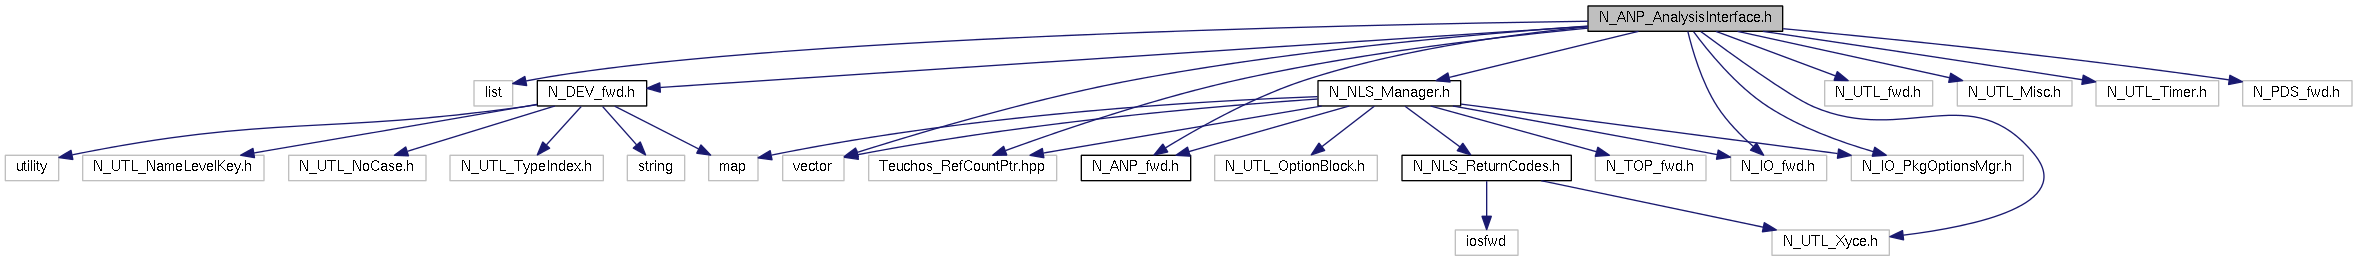 N_ANP_AnalysisInterface.h
list
N_DEV_fwd.h
N_NLS_Manager.h
N_UTL_fwd.h
N_UTL_Misc.h
N_UTL_Timer.h
N_PDS_fwd.h
utility
N_UTL_NameLevelKey.h
N_UTL_NoCase.h
N_UTL_TypeIndex.h
string
map
vector
Teuchos_RefCountPtr.hpp
N_ANP_fwd.h
N_UTL_OptionBlock.h
N_NLS_ReturnCodes.h
N_TOP_fwd.h
N_IO_fwd.h
N_IO_PkgOptionsMgr.h
iosfwd
N_UTL_Xyce.h